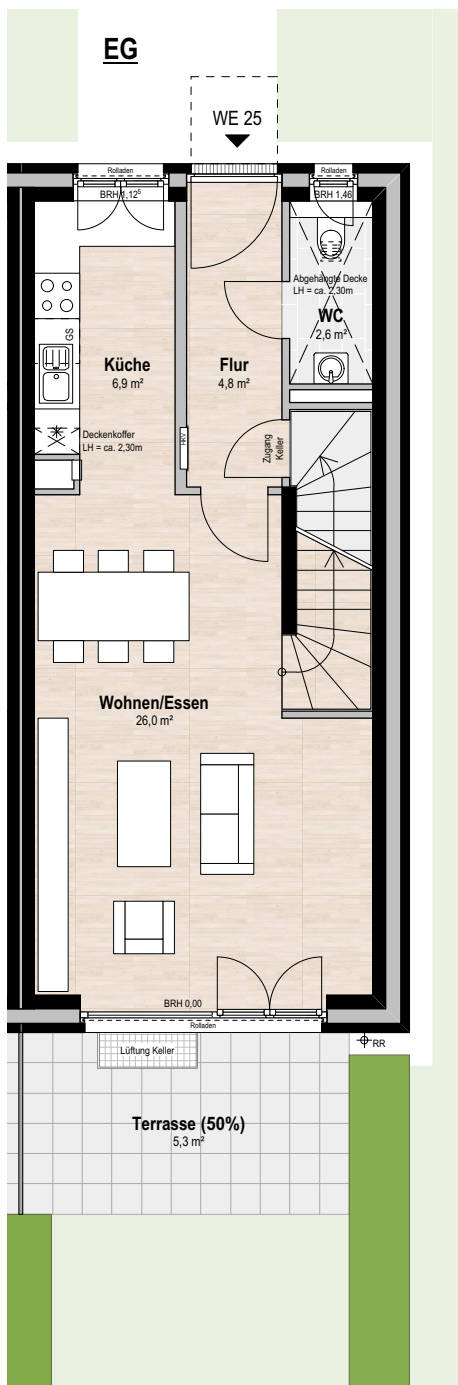 EG
WE 25
Rolladen
Rolladen
BRH 1,12⁵
BRH 1,46
Abgehängte Decke
LH = ca. 2,30m
WC
2,6 m²
GS
Küche
6,9 m²
Flur
4,8 m²
Deckenkoffer
LH = ca. 2,30m
HKV
Zugang
Keller
Wohnen/Essen
26,0 m²
BRH 0,00
Rolladen
RR
Lüftung Keller
Terrasse (50%)
5,3 m²